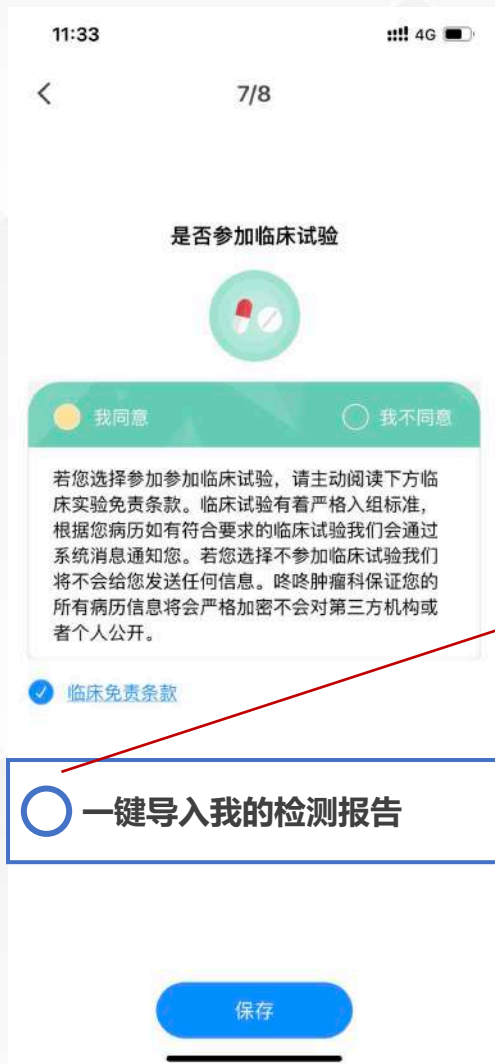 11:33
4G
7/8
是否参加临床试验
我同意
我不同意
若您选择参加参加临床试验，请主动阅读下方临
床实验免责条款。临床试验有着严格入组标准，
根据您病历如有符合要求的临床试验我们会通过
系统消息通知您。若您选择不参加临床试验我们
将不会给您发送任何信息。咚咚肿瘤科保证您的
所有病历信息将会严格加密不会对第三方机构或
者个人公开。
临床免责条款
一键导入我的检测报告
保存